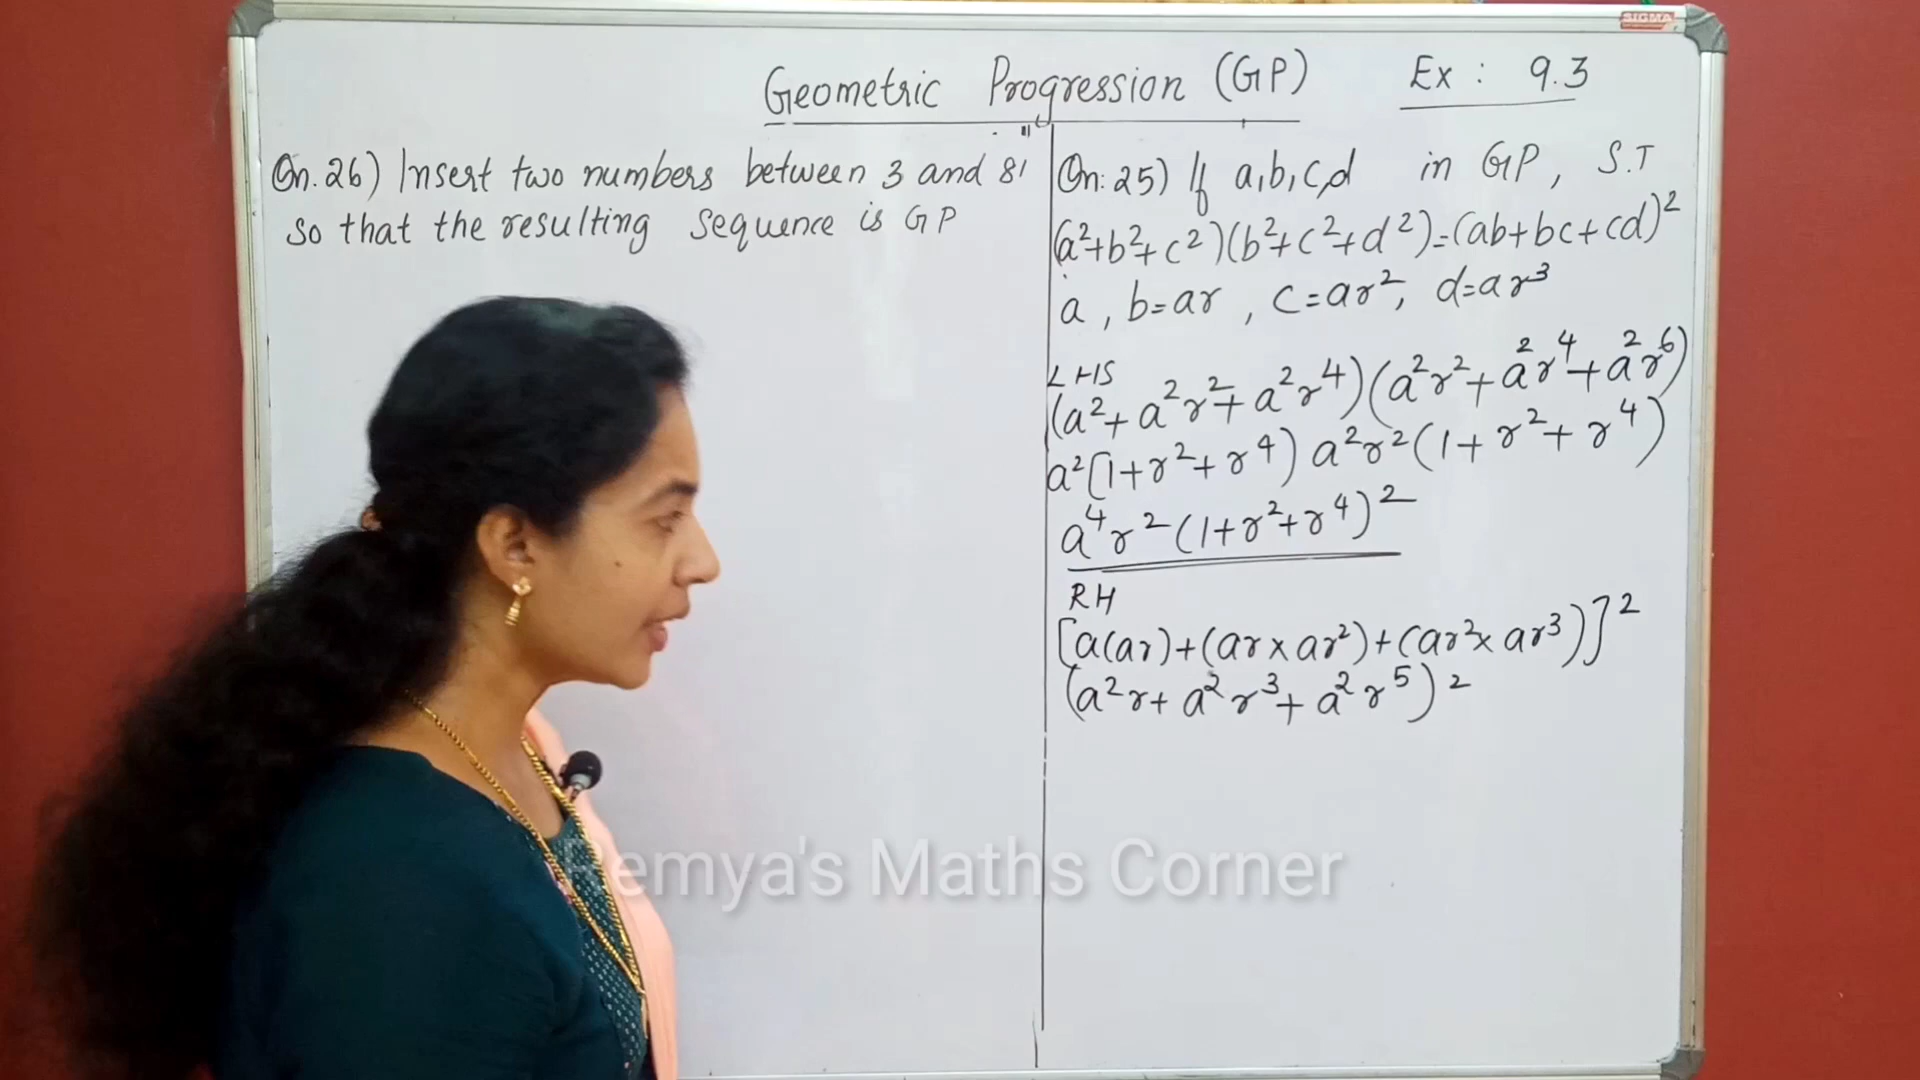 SIGMA
Geometric Progression (GP) Ex : 9.3
Qn.26) Insert two numbers between 3 and 81
so that the resulting sequence is GP
Qn:25) If a,b,c,d in GP, S.T
(a²+b²+c²)(b²+c²+d²)=(ab+bc+cd)²
a , b=ar , c=ar², d=ar³
LHS
(a²+a²r²+a²r⁴)(a²r²+a²r⁴+a²r⁶)
a²(1+r²+r⁴) a²r²(1+r²+r⁴)
a⁴r²(1+r²+r⁴)²
RH
[a(ar)+(ar×ar²)+(ar²×ar³)]²
(a²r+a²r³+a²r⁵)²
Remya's Maths Corner